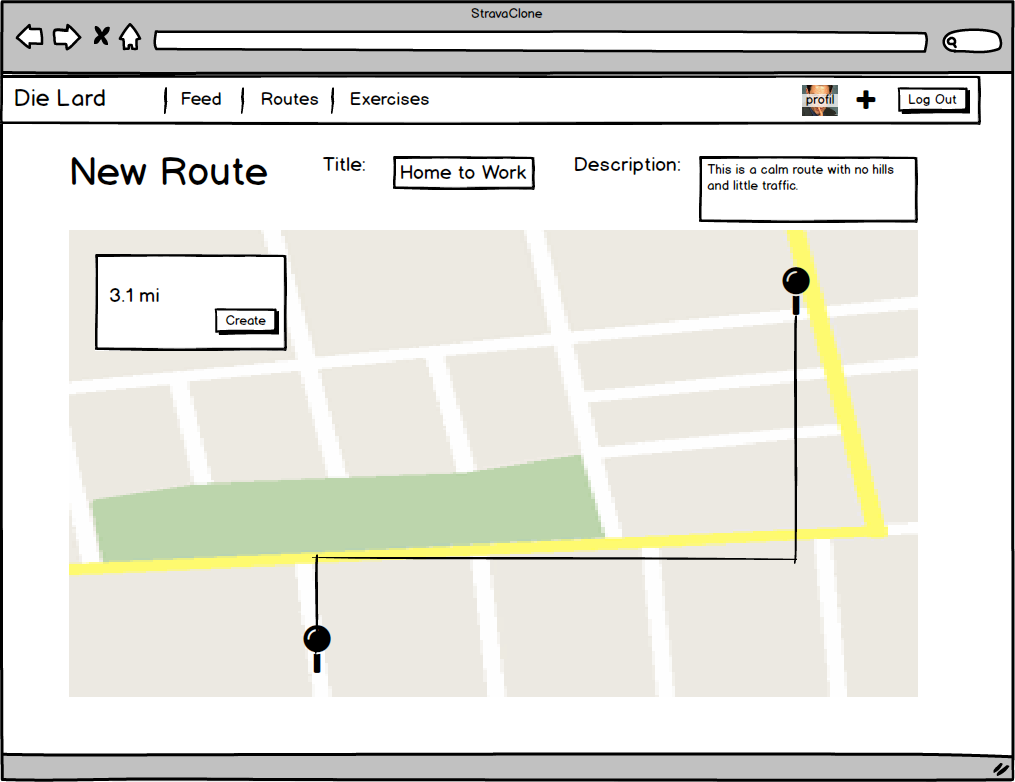 StravaClone
Die Lard
Feed
Routes
Exercises
profil
Log Out
New Route
Title:
Home to Work
Description:
This is a calm route with no hills
and little traffic.
3.1 mi
Create